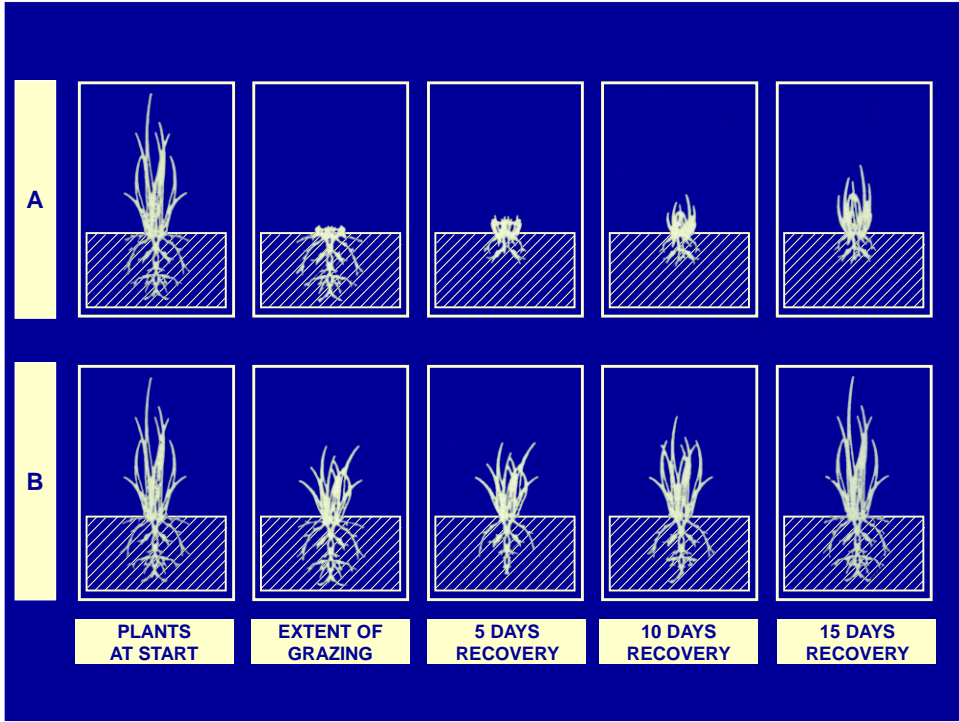 A
B
PLANTS
AT START
EXTENT OF
GRAZING
5 DAYS
RECOVERY
10 DAYS
RECOVERY
15 DAYS
RECOVERY